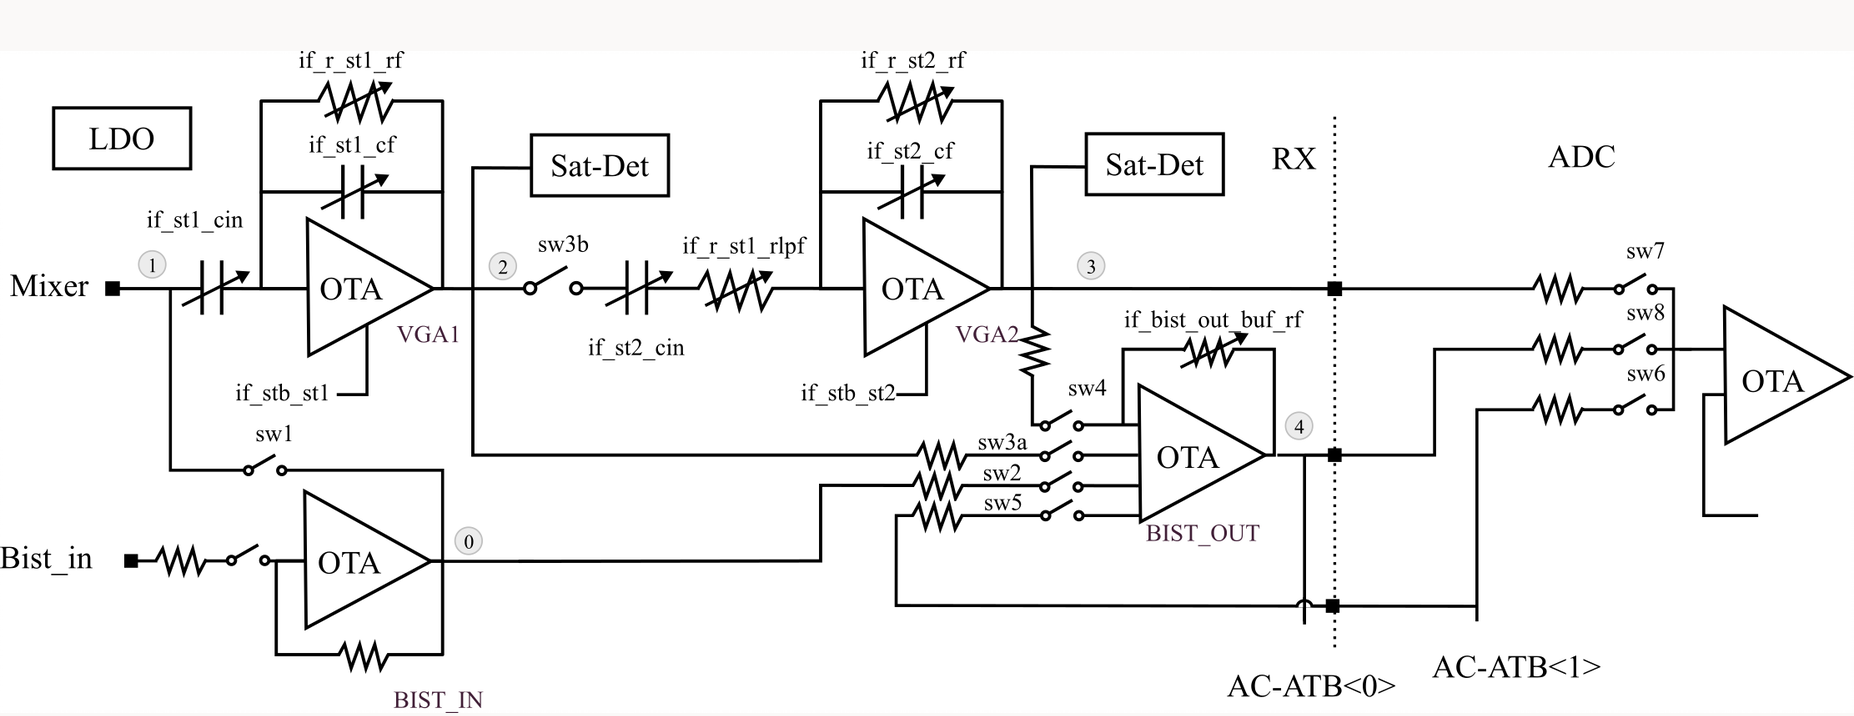 if_r_st1_rf
if_r_st2_rf
LDO
if_st1_cf
if_st2_cf
Sat-Det
Sat-Det
RX
ADC
if_st1_cin
1
sw3b
2
if_r_st1_rlpf
3
sw7
Mixer
OTA
OTA
VGA1
VGA2
if_st2_cin
if_bist_out_buf_rf
sw8
sw6
OTA
if_stb_st1
if_stb_st2
sw4
4
sw1
sw3a
OTA
sw2
sw5
BIST_OUT
0
Bist_in
OTA
AC-ATB<1>
AC-ATB<0>
BIST_IN